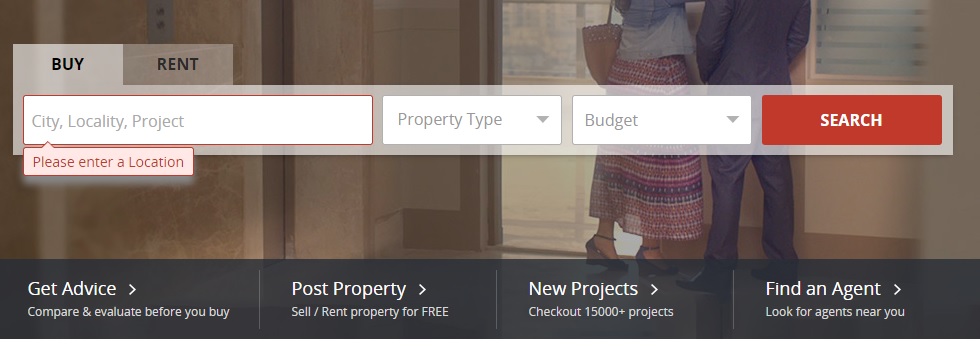 BUY
RENT
City, Locality, Project
Property Type
Budget
SEARCH
Please enter a Location
Get Advice
Compare & evaluate before you buy
Post Property
Sell / Rent property for FREE
New Projects
Checkout 15000+ projects
Find an Agent
Look for agents near you